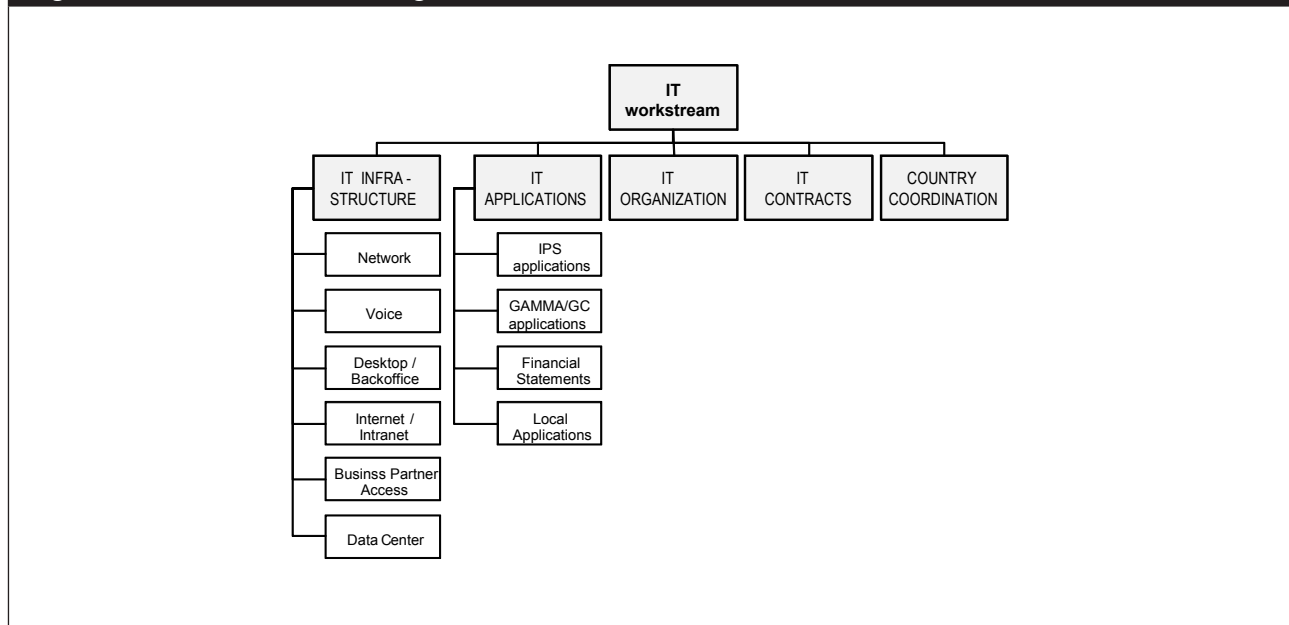 IT
workstream
IT INFRA -
STRUCTURE
IT
APPLICATIONS
IT
ORGANIZATION
IT
CONTRACTS
COUNTRY
COORDINATION
Network
Voice
Desktop /
Backoffice
Internet /
Intranet
Businss Partner
Access
Data Center
IPS
applications
GAMMA/GC
applications
Financial
Statements
Local
Applications